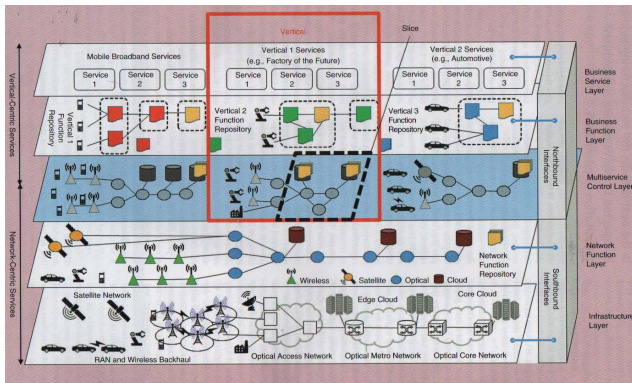 Vertical
Slice
Mobile Broadband Services
Service
1
Service
2
Service
3
Vertical 1 Services
(e.g., Factory of the Future)
Service
1
Service
2
Service
3
Vertical 2 Services
(e.g., Automotive)
Service
1
Service
2
Service
3
Business
Service
Layer
Vertical-Centric Services
Vertical
Function
Repository
Vertical 2
Function Repository
Vertical 3
Function
Repository
Business
Function
Layer
Northbound
Interfaces
Multiservice
Control Layer
Network-Centric Services
Network
Function
Repository
Wireless
Satellite
Optical
Cloud
Network
Function
Layer
Southbound
Interfaces
Satellite Network
Edge Cloud
Core Cloud
Infrastructure
Layer
RAN and Wireless Backhaul
Optical Access Network
Optical Metro Network
Optical Core Network